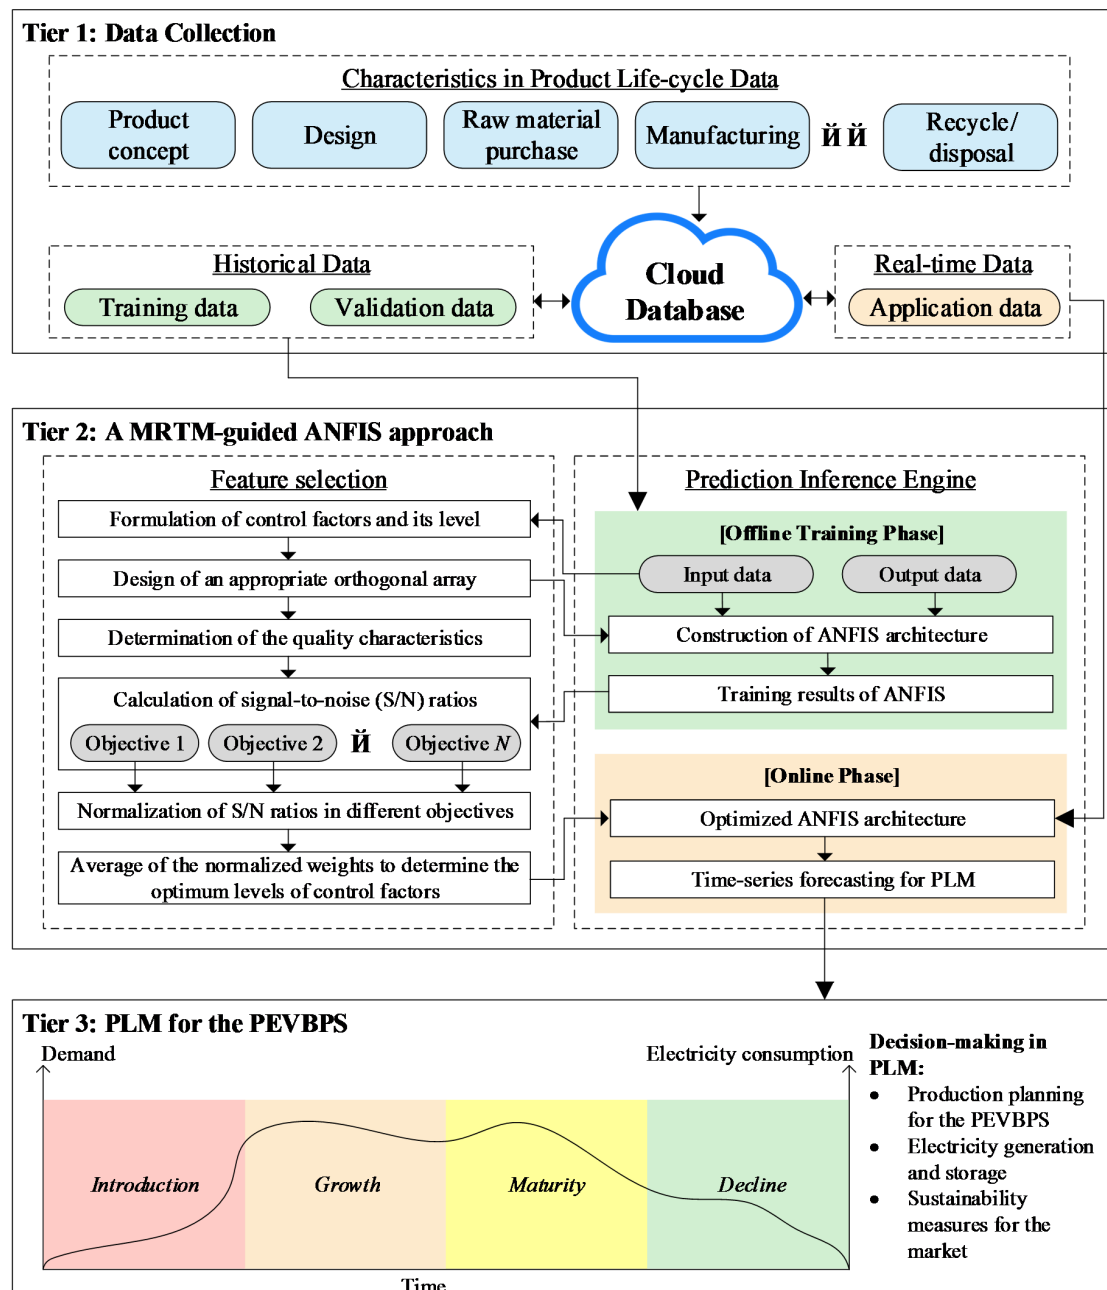 Tier 1: Data Collection
Characteristics in Product Life-cycle Data
Product
concept
Design
Raw material
purchase
Manufacturing
Й Й
Recycle/
disposal
Historical Data
Training data
Validation data
Cloud
Database
Real-time Data
Application data
Tier 2: A MRTM-guided ANFIS approach
Feature selection
Formulation of control factors and its level
Design of an appropriate orthogonal array
Determination of the quality characteristics
Calculation of signal-to-noise (S/N) ratios
Objective 1
Objective 2
Й
Objective N
Normalization of S/N ratios in different objectives
Average of the normalized weights to determine the
optimum levels of control factors
Prediction Inference Engine
[Offline Training Phase]
Input data
Output data
Construction of ANFIS architecture
Training results of ANFIS
[Online Phase]
Optimized ANFIS architecture
Time-series forecasting for PLM
Tier 3: PLM for the PEVBPS
Demand
Electricity consumption
Introduction
Growth
Maturity
Decline
Time
Decision-making in
PLM:
● Production planning
for the PEVBPS
● Electricity generation
and storage
● Sustainability
measures for the
market